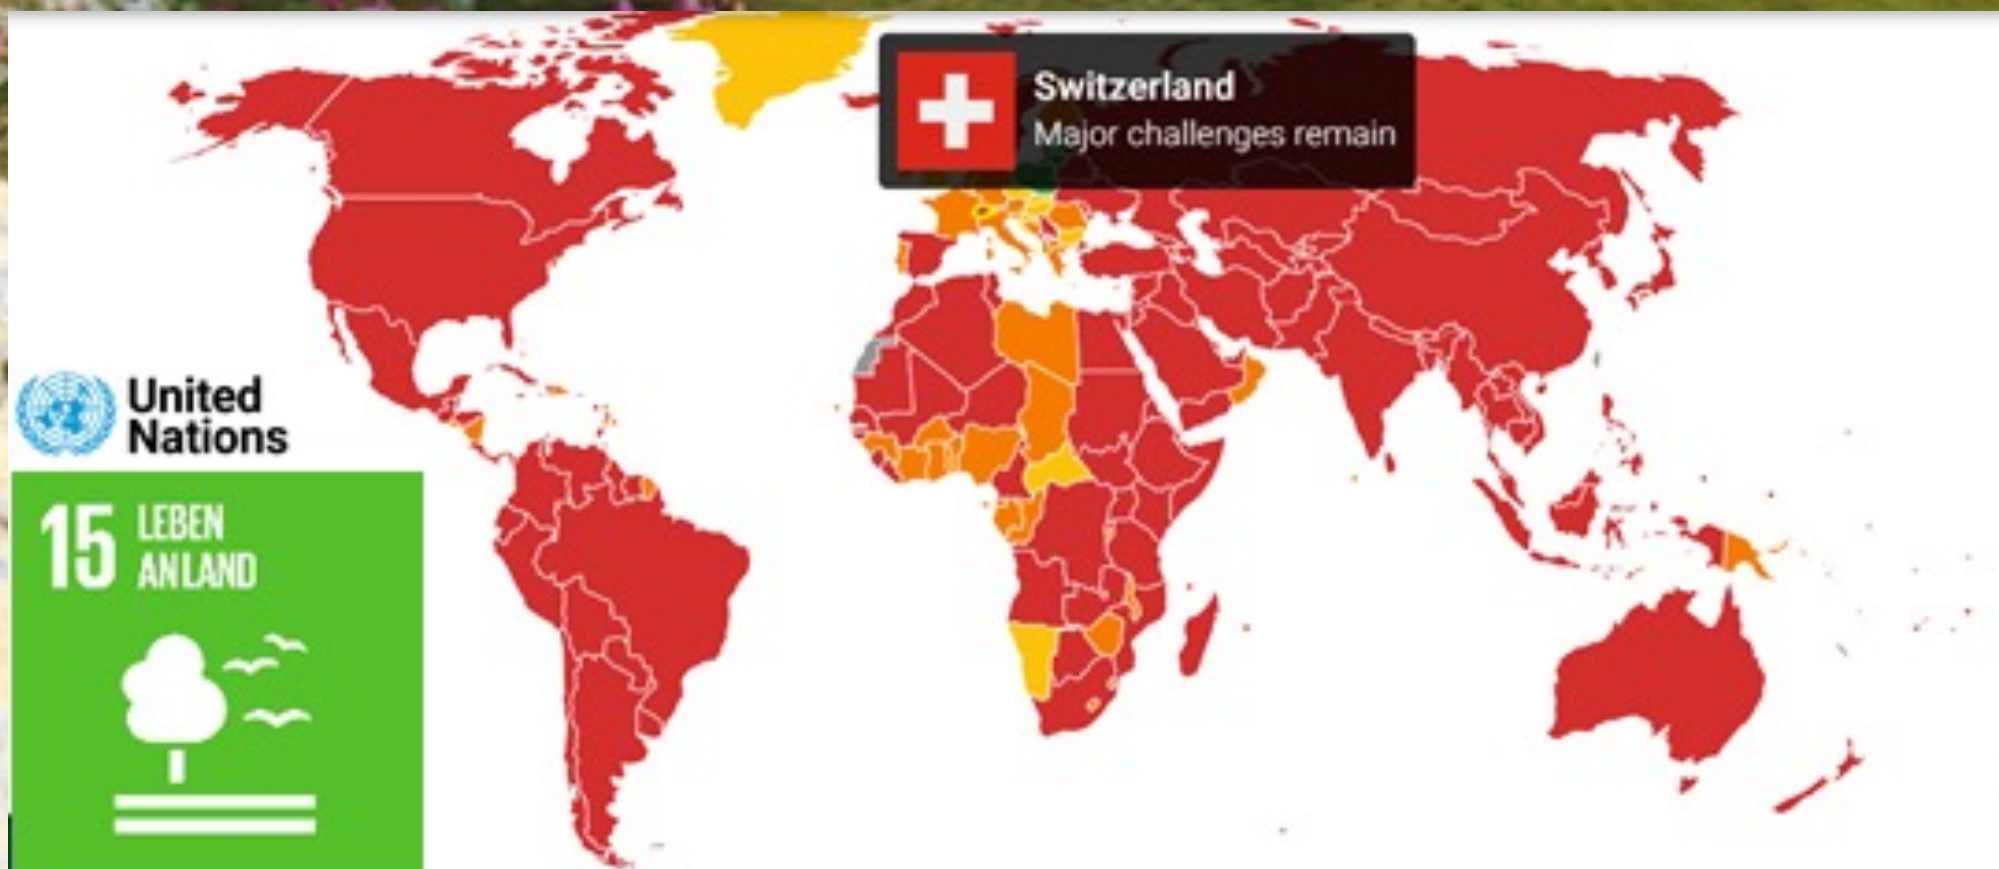 Switzerland
Major challenges remain
United
Nations
15 LEBEN
AN LAND